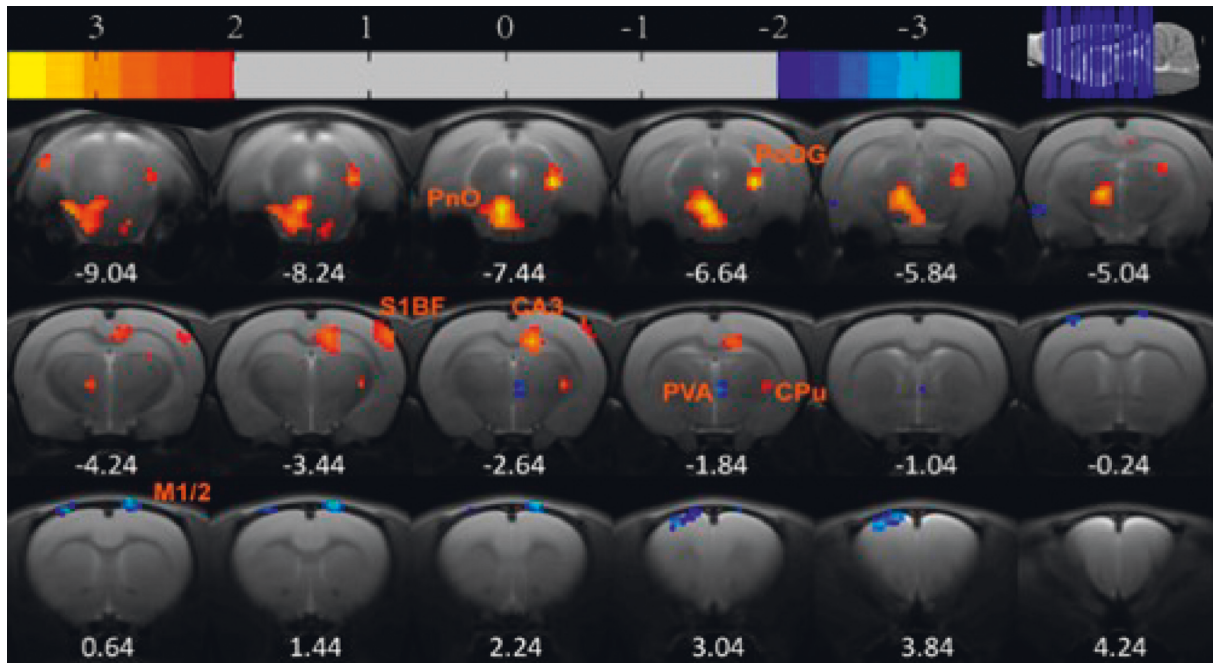 3 2 1 0 -1 -2 -3
PoDG
PnO
-9.04 -8.24 -7.44 -6.64 -5.84 -5.04
S1BF CA3
PVA CPu
-4.24 -3.44 -2.64 -1.84 -1.04 -0.24
M1/2
0.64 1.44 2.24 3.04 3.84 4.24